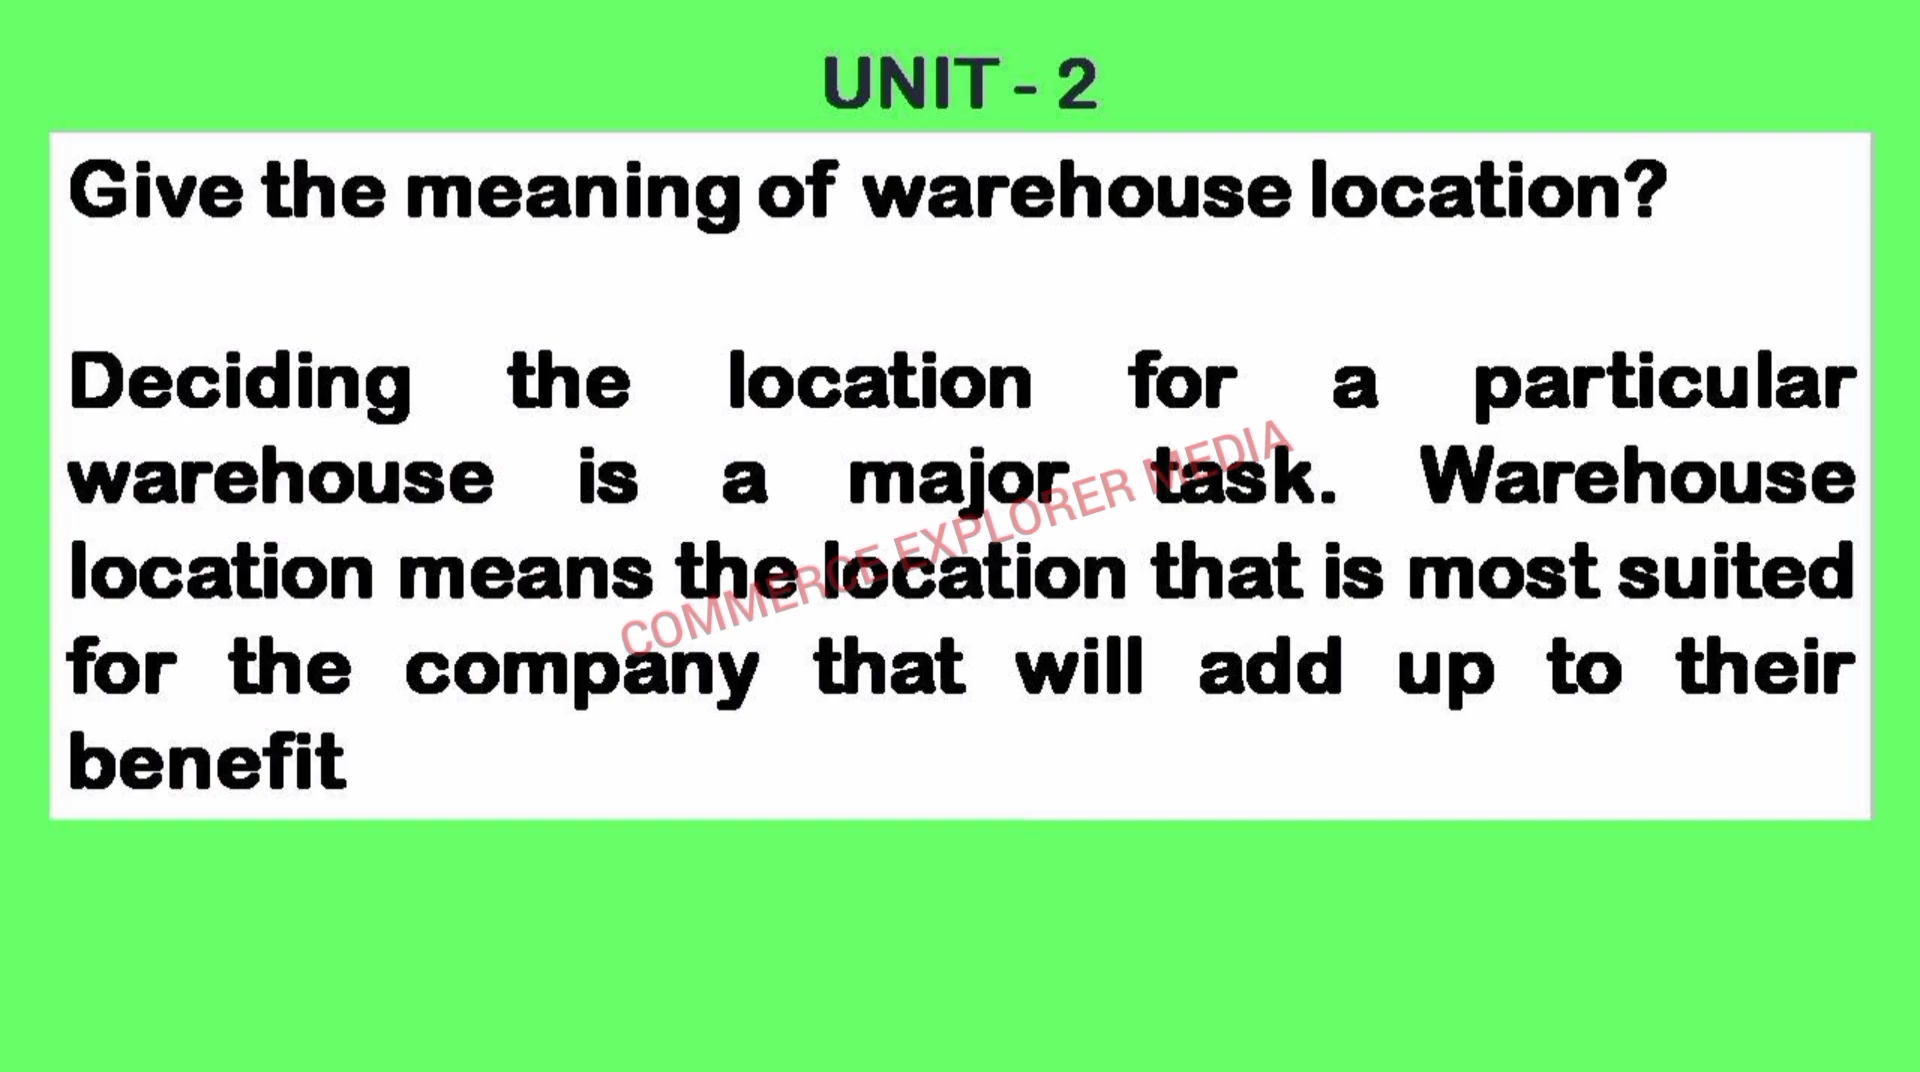 UNIT - 2
Give the meaning of warehouse location?
Deciding the location for a particular
warehouse is a major task. Warehouse
location means the location that is most suited
for the company that will add up to their
benefit
COMMERCE EXPLORER MEDIA